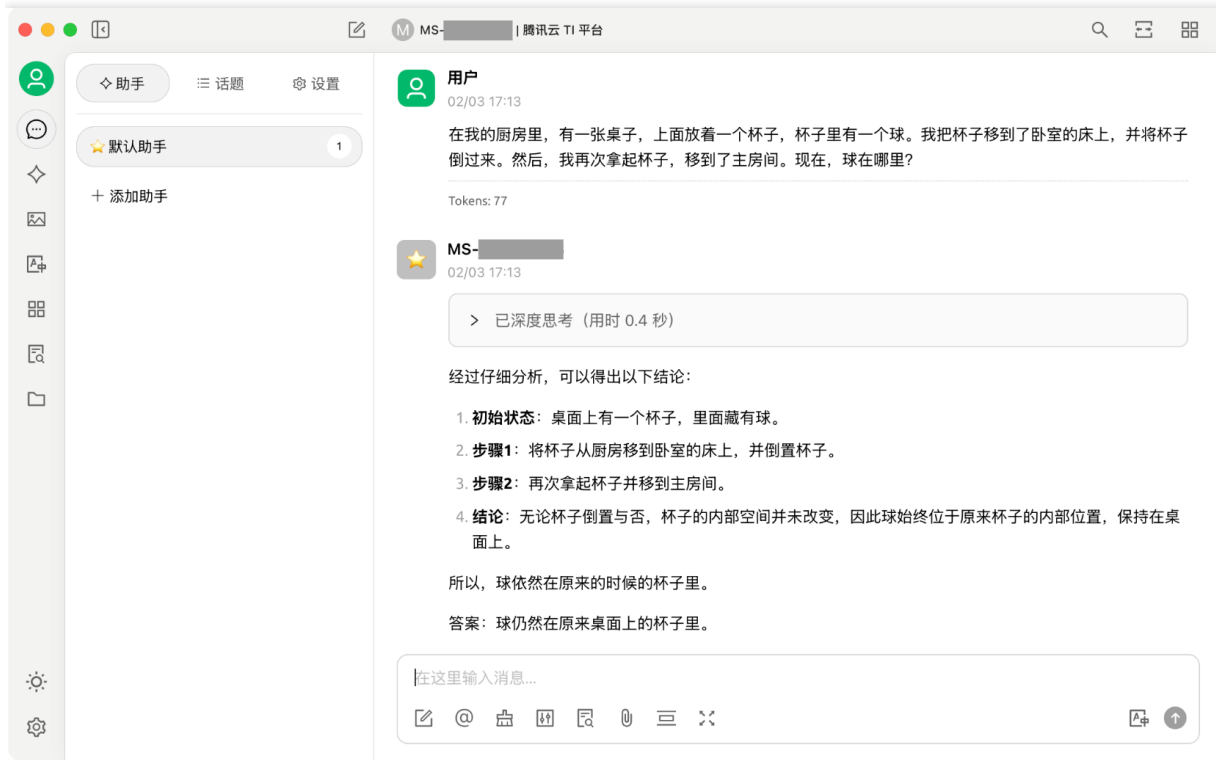 M MS- | 腾讯云 TI 平台
助手 话题 设置
默认助手 1
添加助手
用户
02/03 17:13
在我的厨房里，有一张桌子，上面放着一个杯子，杯子里有一个球。我把杯子移到了卧室的床上，并将杯子
倒过来。然后，我再次拿起杯子，移到了主房间。现在，球在哪里？
Tokens: 77
MS-
02/03 17:13
已深度思考（用时 0.4 秒）
经过仔细分析，可以得出以下结论：
1. 初始状态：桌面上有一个杯子，里面藏有球。
2. 步骤1：将杯子从厨房移到卧室的床上，并倒置杯子。
3. 步骤2：再次拿起杯子并移到主房间。
4. 结论：无论杯子倒置与否，杯子的内部空间并未改变，因此球始终位于原来杯子的内部位置，保持在桌
面上。
所以，球依然在原来的时候的杯子里。
答案：球仍然在原来桌面上的杯子里。
在这里输入消息...